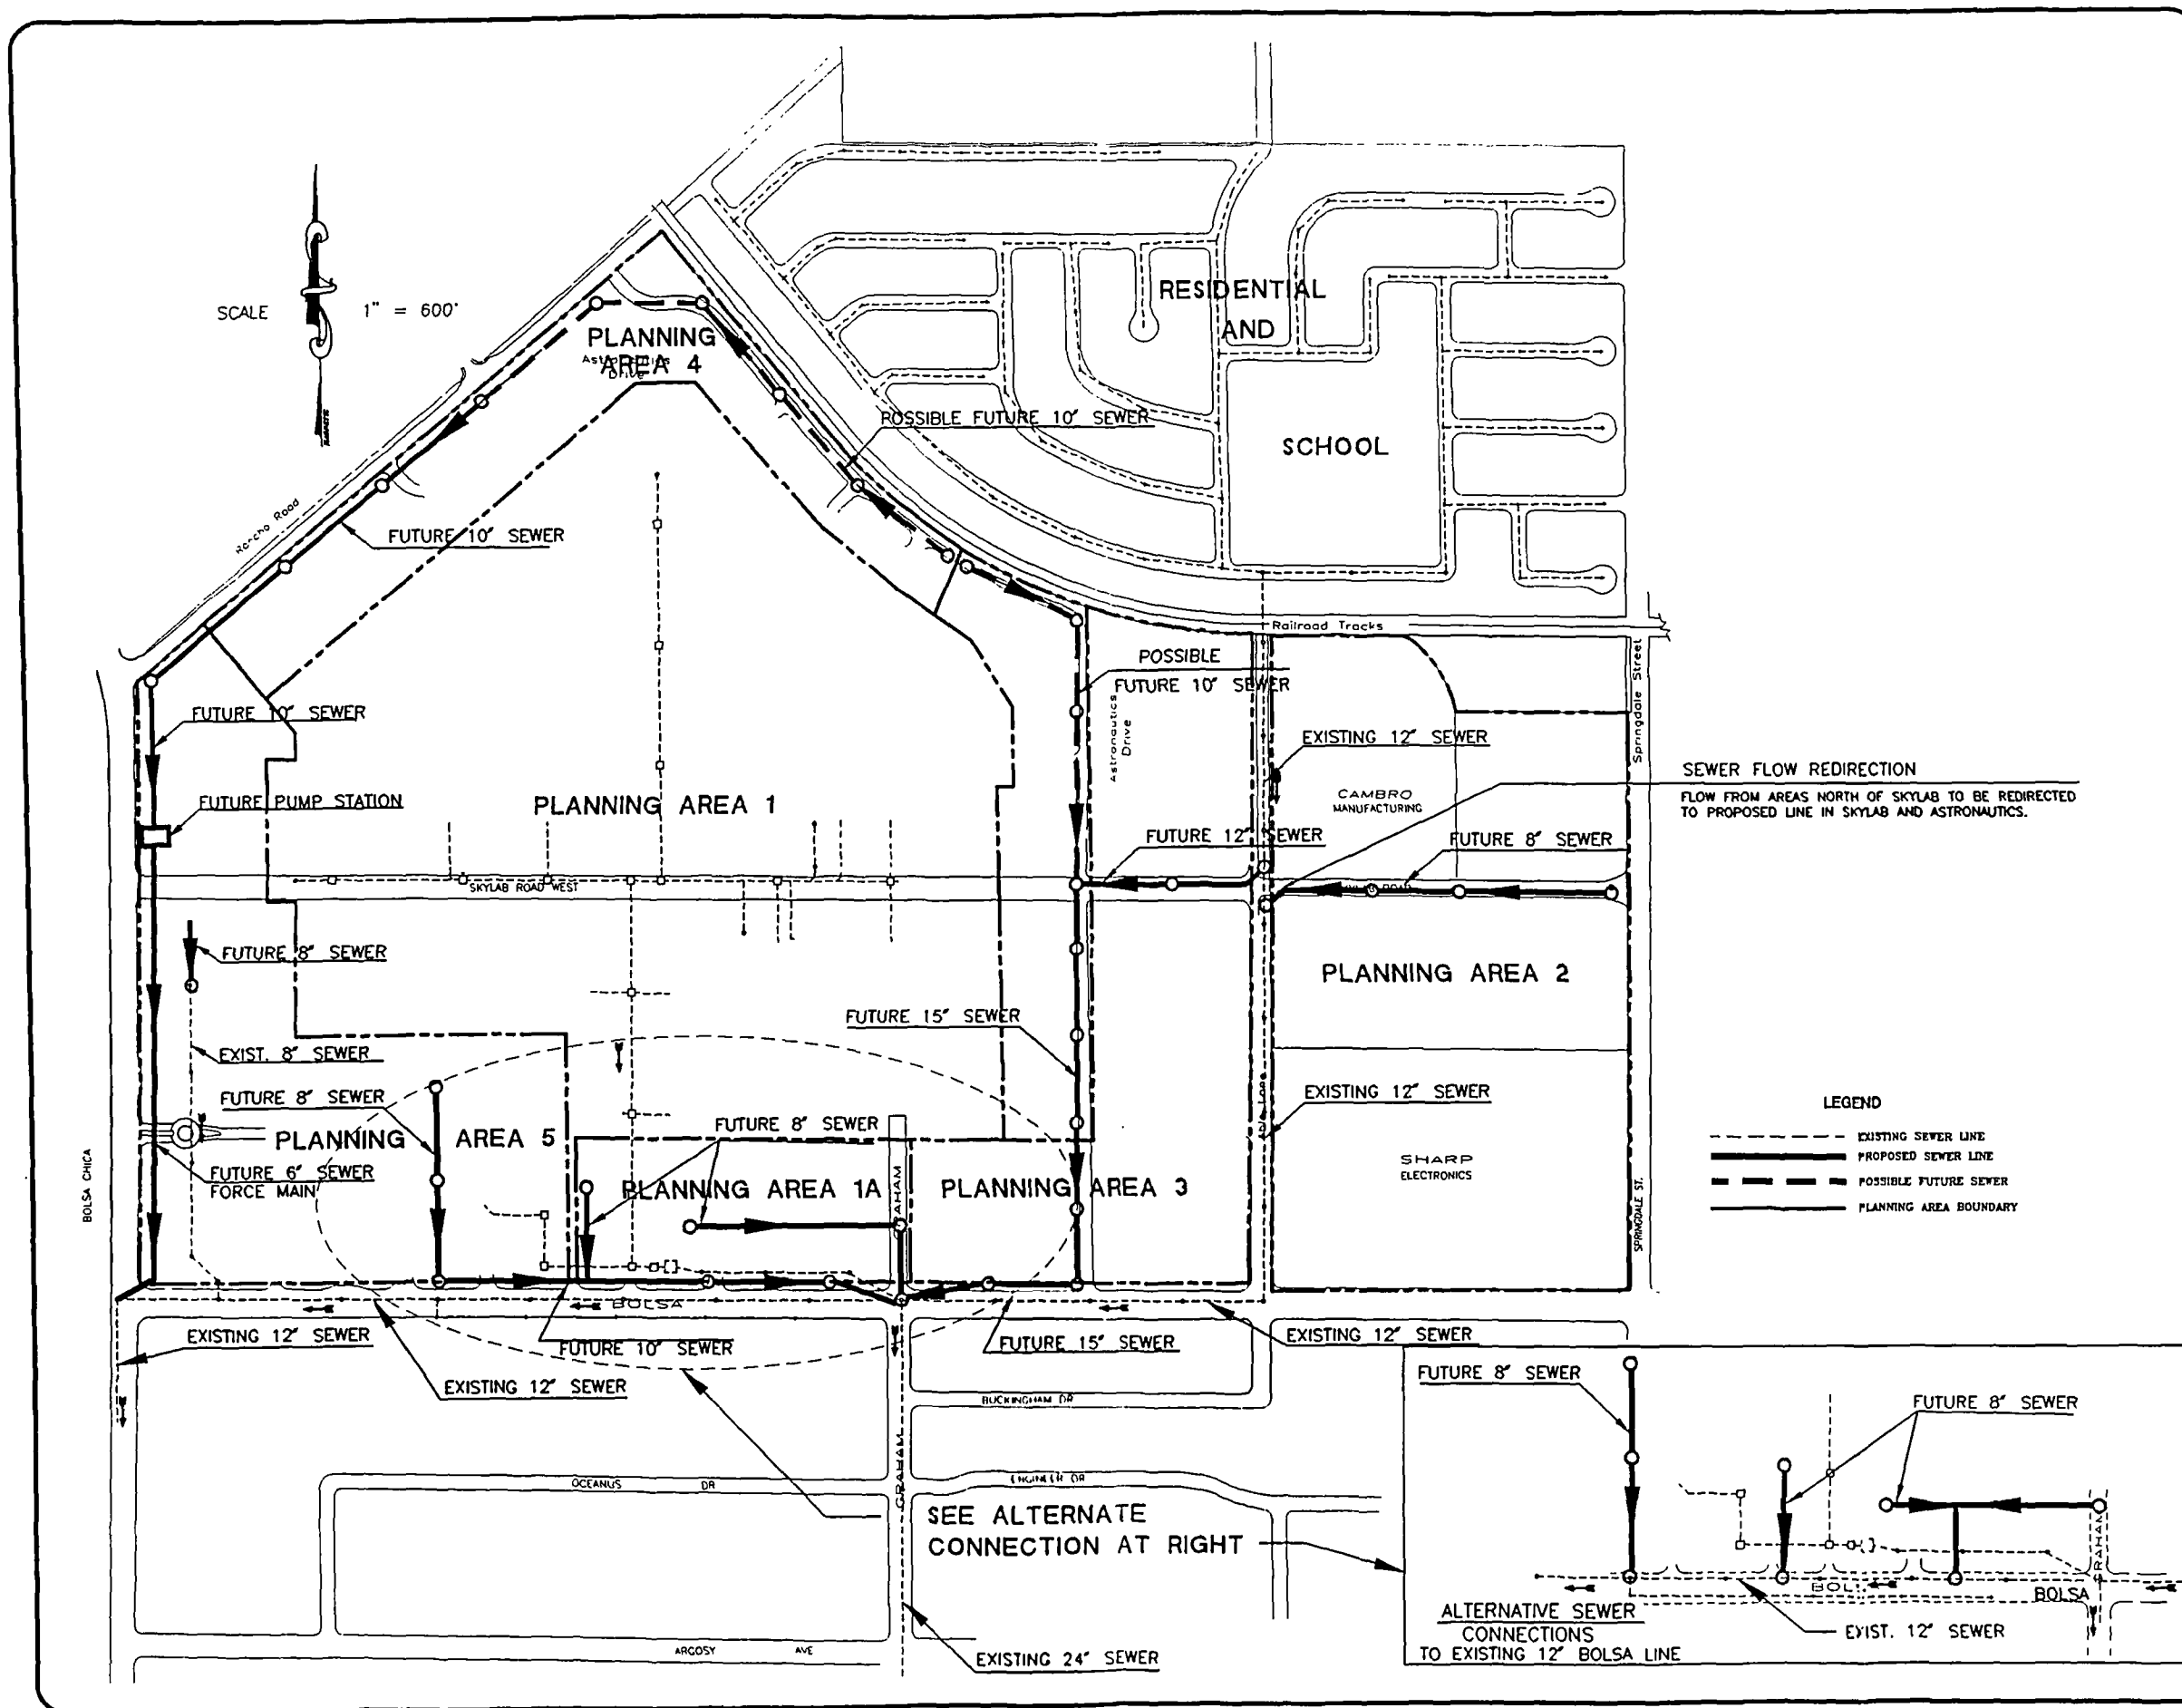 SCALE 1" = 600'
RESIDENTIAL
AND
SCHOOL
PLANNING
AREA 4
Astronautics
Drive
POSSIBLE FUTURE 10" SEWER
Rancho Road
FUTURE 10" SEWER
Railroad Tracks
POSSIBLE
FUTURE 10" SEWER
Springdale Street
FUTURE 10" SEWER
Astronautics
Drive
EXISTING 12" SEWER
SEWER FLOW REDIRECTION
FLOW FROM AREAS NORTH OF SKYLAB TO BE REDIRECTED
TO PROPOSED LINE IN SKYLAB AND ASTRONAUTICS.
FUTURE PUMP STATION
PLANNING AREA 1
CAMBRO
MANUFACTURING
FUTURE 12" SEWER
FUTURE 8" SEWER
SKYLAB ROAD WEST
FUTURE 8" SEWER
PLANNING AREA 2
FUTURE 15" SEWER
EXIST. 8" SEWER
FUTURE 8" SEWER
EXISTING 12" SEWER
FUTURE 8" SEWER
PLANNING AREA 5
BOLSA CHICA
FUTURE 6" SEWER
FORCE MAIN
PLANNING AREA 1A
GRAHAM
PLANNING AREA 3
SHARP
ELECTRONICS
SPRINGDALE ST.
LEGEND
EXISTING SEWER LINE
PROPOSED SEWER LINE
POSSIBLE FUTURE SEWER
PLANNING AREA BOUNDARY
BOLSA
EXISTING 12" SEWER
FUTURE 10" SEWER
FUTURE 15" SEWER
EXISTING 12" SEWER
EXISTING 12" SEWER
BUCKINGHAM DR
OCEANUS DR
GRAHAM
ENGINEER DR
SEE ALTERNATE
CONNECTION AT RIGHT
ARGOSY AVE
EXISTING 24" SEWER
FUTURE 8" SEWER
FUTURE 8" SEWER
GRAHAM
BOLSA
ALTERNATIVE SEWER
CONNECTIONS
TO EXISTING 12" BOLSA LINE
EXIST. 12" SEWER